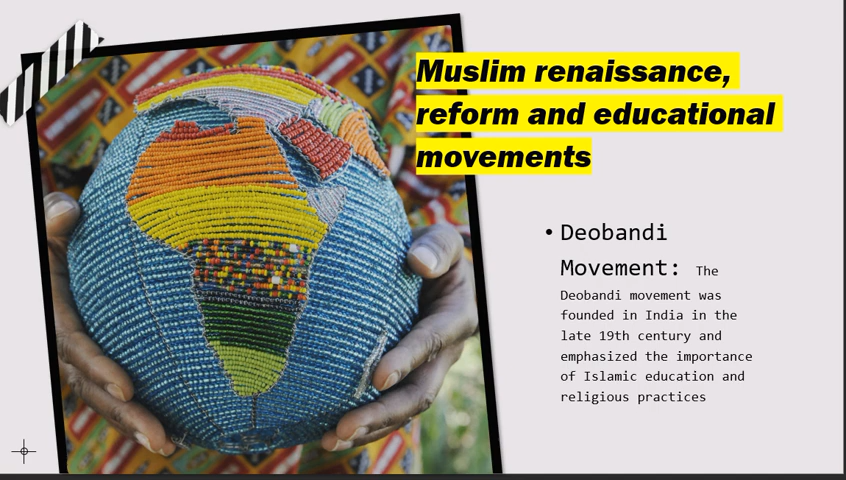 Muslim renaissance,
reform and educational
movements
• Deobandi
Movement: The
Deobandi movement was
founded in India in the
late 19th century and
emphasized the importance
of Islamic education and
religious practices